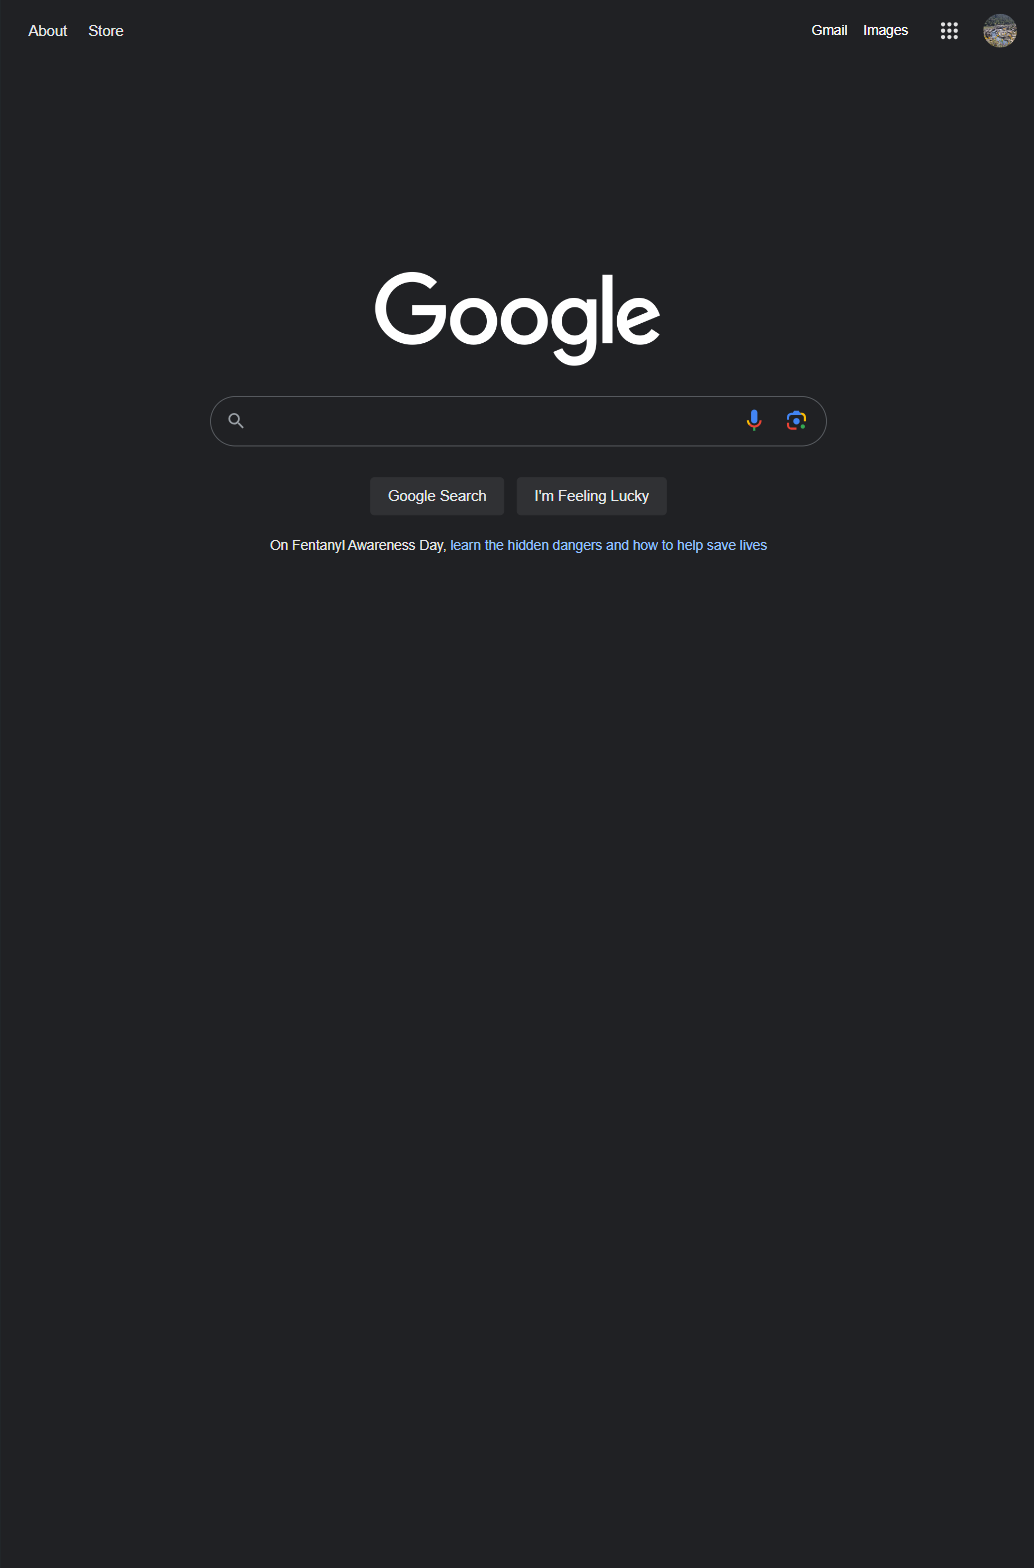 About Store Gmail Images
Google
Google Search I'm Feeling Lucky
On Fentanyl Awareness Day, learn the hidden dangers and how to help save lives